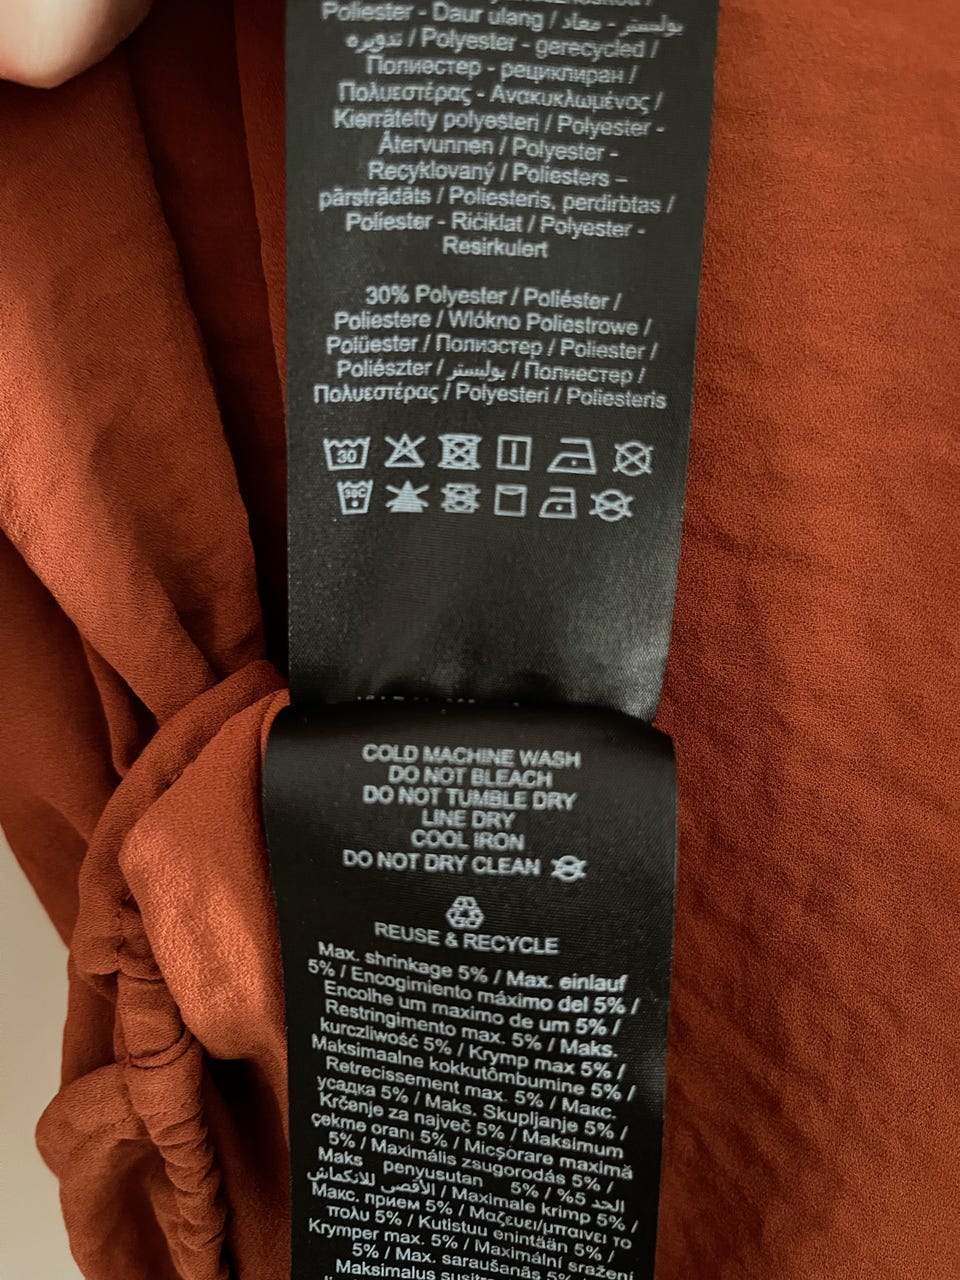 Poliester - Daur ulang / بوليستر - معاد
تدويره / Polyester - gerecycled /
Полиестер - рециклиран /
Πολυεστέρας - Ανακυκλωμένος /
Kierrätetty polyesteri / Polyester -
Återvunnen / Polyester -
Recyklovaný / Poliesters –
pārstrādāts / Poliesteris, perdirbtas /
Poliester - Riċiklat / Polyester -
Resirkulert
30% Polyester / Poliéster /
Poliestere / Wlókno Poliestrowe /
Polüester / Полиэстер / Poliester /
Poliészter / بوليستر / Полиестер /
Πολυεστέρας / Polyesteri / Poliesteris
30
30C
COLD MACHINE WASH
DO NOT BLEACH
DO NOT TUMBLE DRY
LINE DRY
COOL IRON
DO NOT DRY CLEAN
REUSE & RECYCLE
Max. shrinkage 5% / Max. einlauf
5% / Encogimiento máximo del 5% /
Encolhe um maximo de um 5% /
Restringimento max. 5% / Maks.
kurczliwość 5% / Krymp max 5% /
Maksimaalne kokkutõmbumine 5% /
Retrecissement max. 5% / Макс.
усадка 5% / Maks. Skupljanje 5% /
Krčenje za največ 5% / Maksimum
çekme oranı 5% / Micșorare maximă
5% / Maximális zsugorodás 5% /
Maks penyusutan 5% / الحد 5%
الأقصى للانكماش / Maximale krimp 5% /
Макс. прием 5% / Μαζευει/μπαινει το
πολυ 5% / Kutistuu enintään 5% /
Krymper max. 5% / Maximální sražení
5% / Max. saraušanās 5% /
Maksimalus